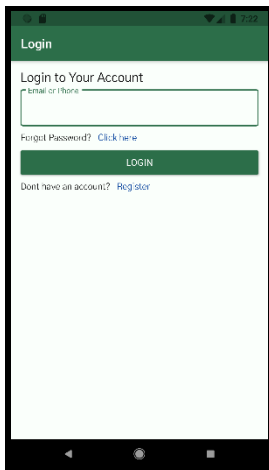 7:22
Login
Login to Your Account
Email or Phone
Forgot Password? Click here
LOGIN
Dont have an account? Register